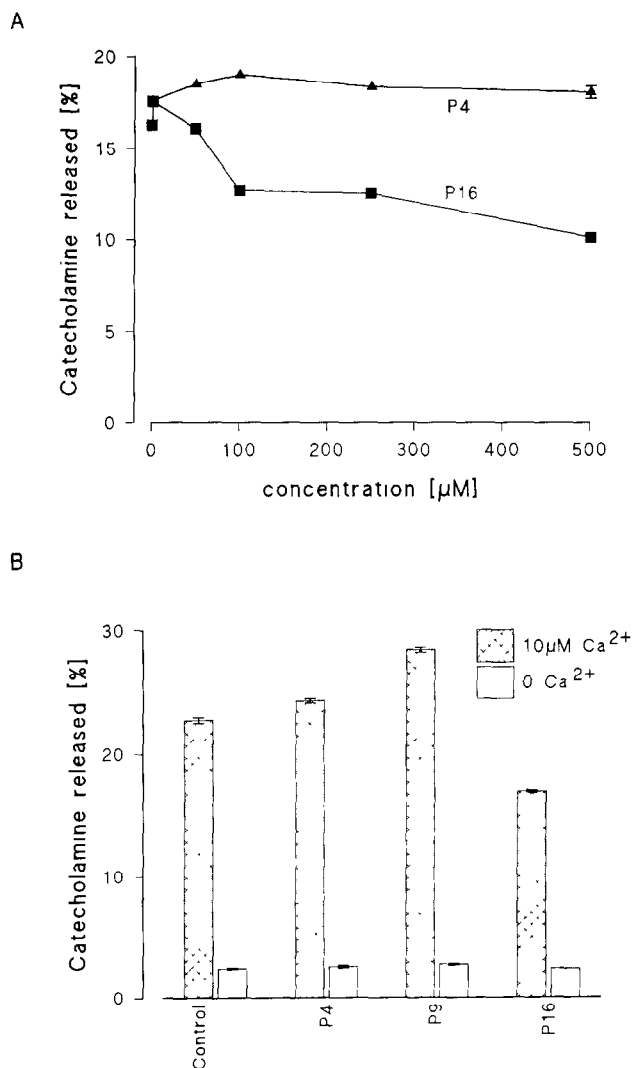 A
Catecholamine released [%]
20
15
10
5
0
P4
P16
0 100 200 300 400 500
concentration [µM]
B
Catecholamine released [%]
30
20
10
0
10µM Ca²⁺
0 Ca²⁺
Control P4 P9 P16